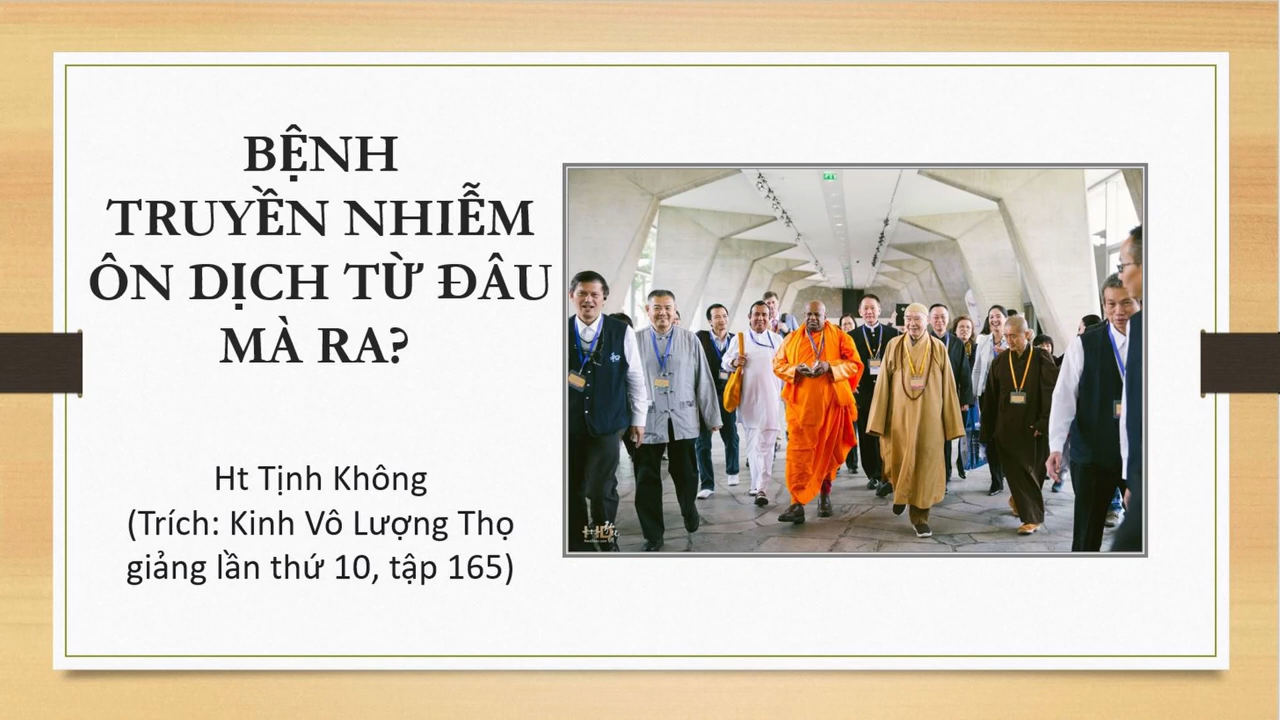 BỆNH
TRUYỀN NHIỄM
ÔN DỊCH TỪ ĐÂU
MÀ RA?
Ht Tịnh Không
(Trích: Kinh Vô Lượng Thọ
giảng lần thứ 10, tập 165)